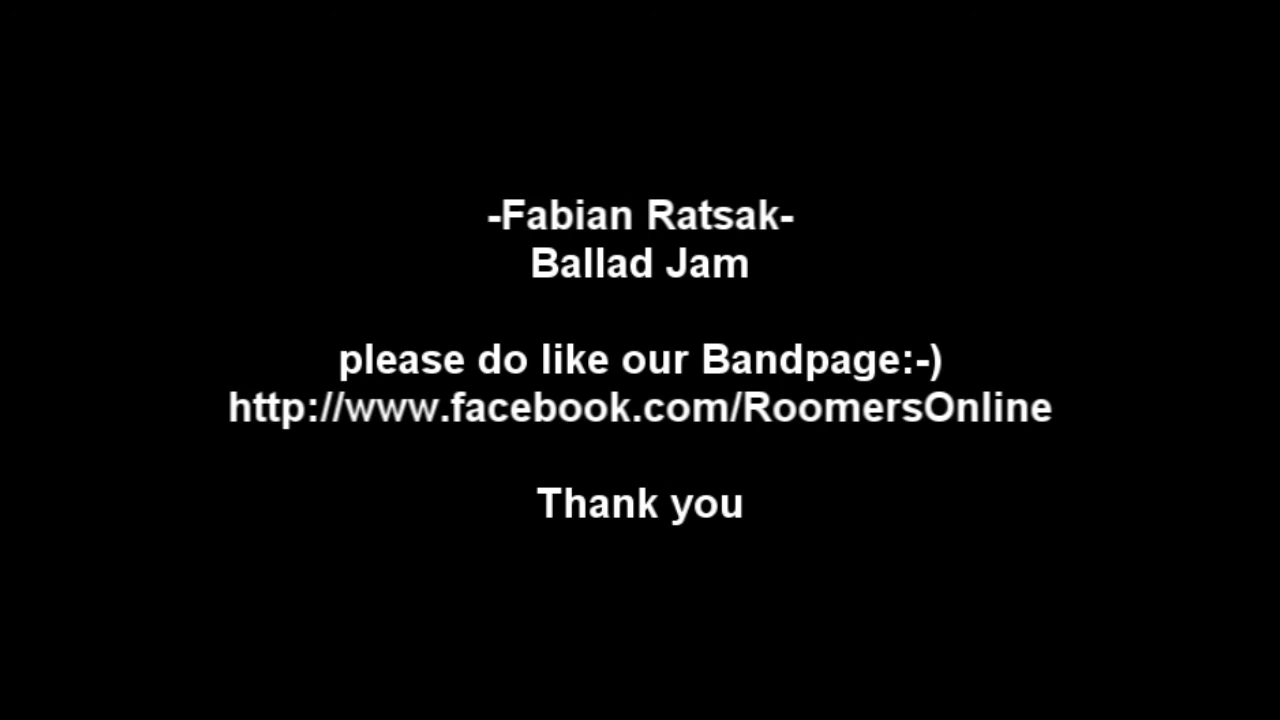 -Fabian Ratsak-
Ballad Jam
please do like our Bandpage:-)
http://www.facebook.com/RoomersOnline
Thank you